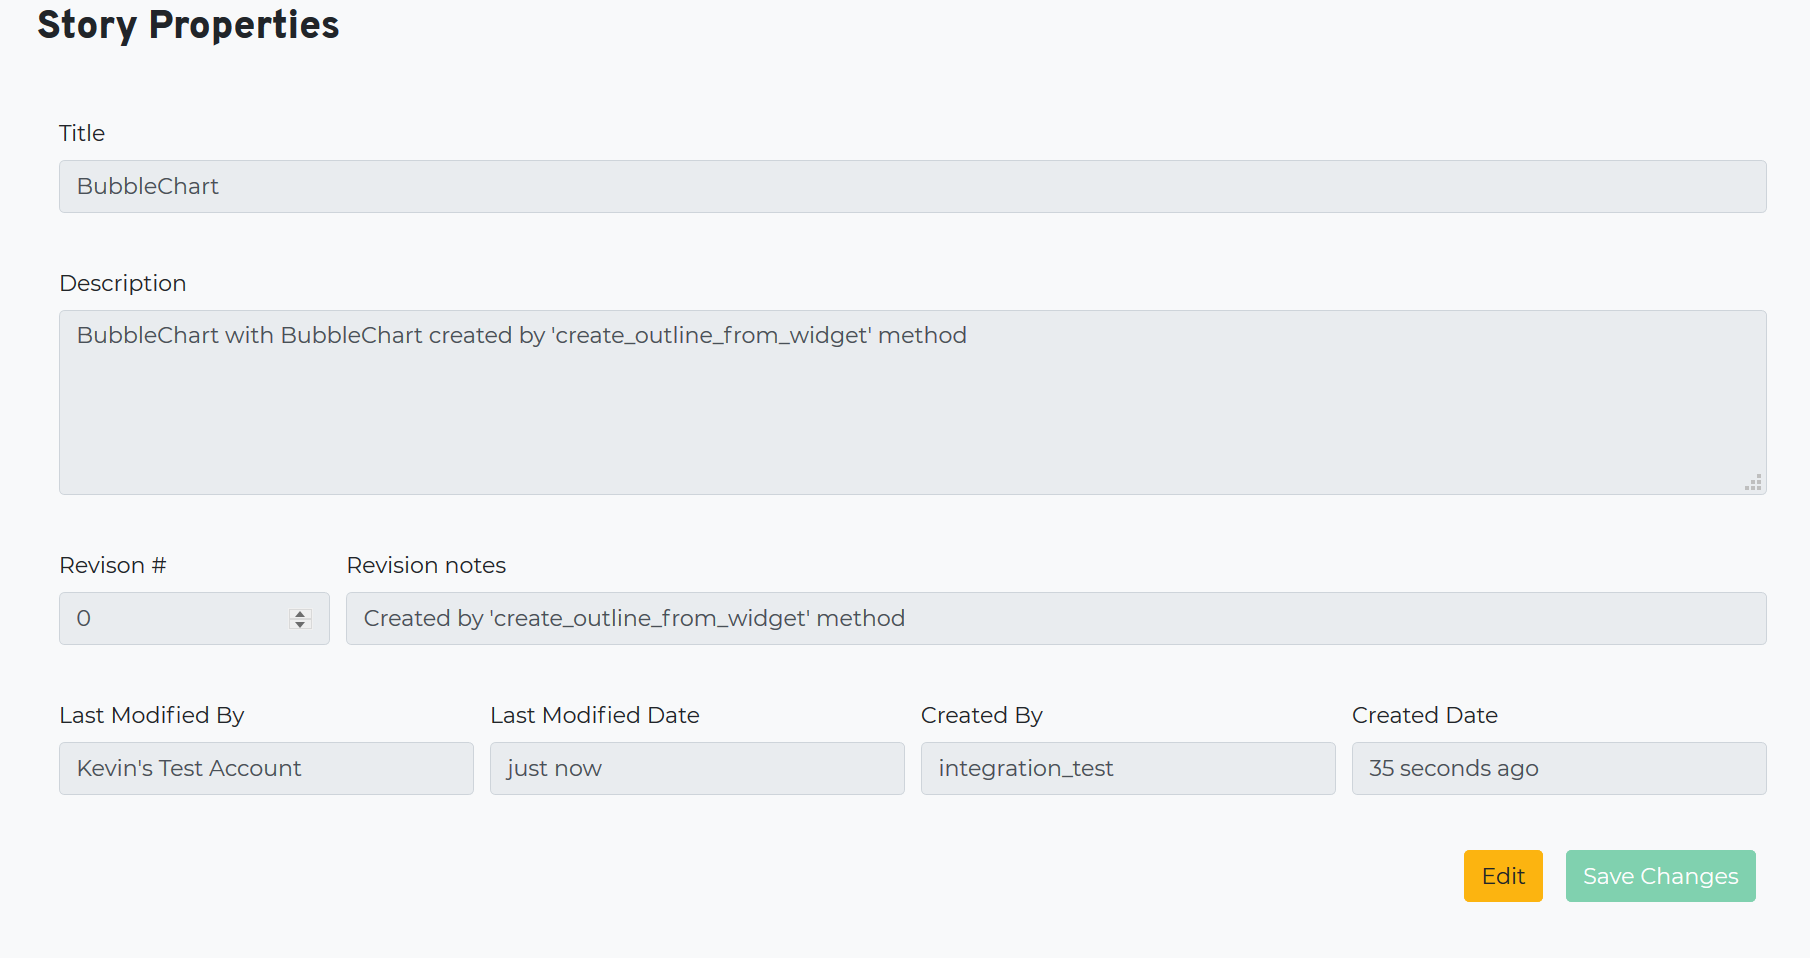 Story Properties
Title
BubbleChart
Description
BubbleChart with BubbleChart created by 'create_outline_from_widget' method
Revison # Revision notes
0 Created by 'create_outline_from_widget' method
Last Modified By Last Modified Date Created By Created Date
Kevin's Test Account just now integration_test 35 seconds ago
Edit Save Changes